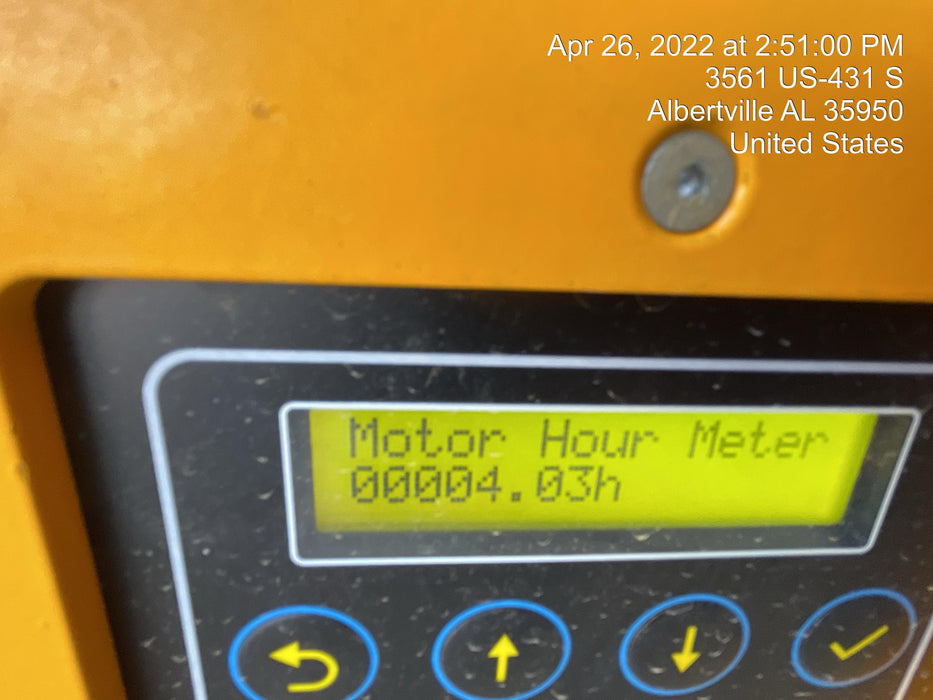 Apr 26, 2022 at 2:51:00 PM
3561 US-431 S
Albertville AL 35950
United States
Motor Hour Meter
00004.03h